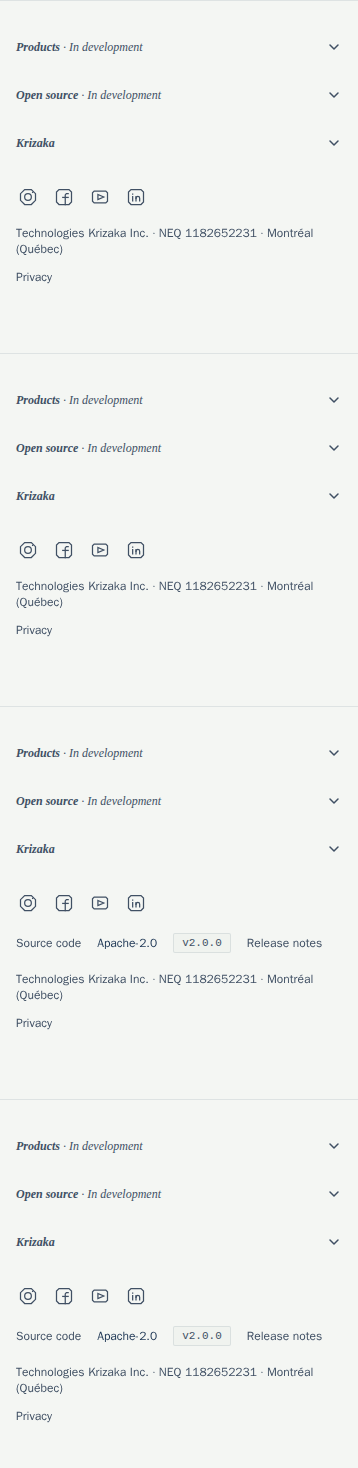 Products · In development
Open source · In development
Krizaka
Technologies Krizaka Inc. · NEQ 1182652231 · Montréal
(Québec)
Privacy
Products · In development
Open source · In development
Krizaka
Technologies Krizaka Inc. · NEQ 1182652231 · Montréal
(Québec)
Privacy
Products · In development
Open source · In development
Krizaka
Source code Apache-2.0 v2.0.0 Release notes
Technologies Krizaka Inc. · NEQ 1182652231 · Montréal
(Québec)
Privacy
Products · In development
Open source · In development
Krizaka
Source code Apache-2.0 v2.0.0 Release notes
Technologies Krizaka Inc. · NEQ 1182652231 · Montréal
(Québec)
Privacy